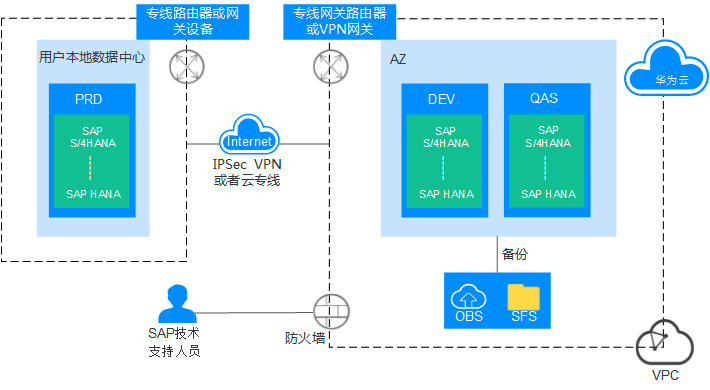 专线路由器或网
关设备
专线网关路由器
或VPN网关
用户本地数据中心
AZ
华为云
PRD
SAP
S/4HANA
SAP HANA
DEV
SAP
S/4HANA
SAP HANA
QAS
SAP
S/4HANA
SAP HANA
Internet
IPSec VPN
或者云专线
备份
OBS
SFS
SAP技术
支持人员
防火墙
VPC